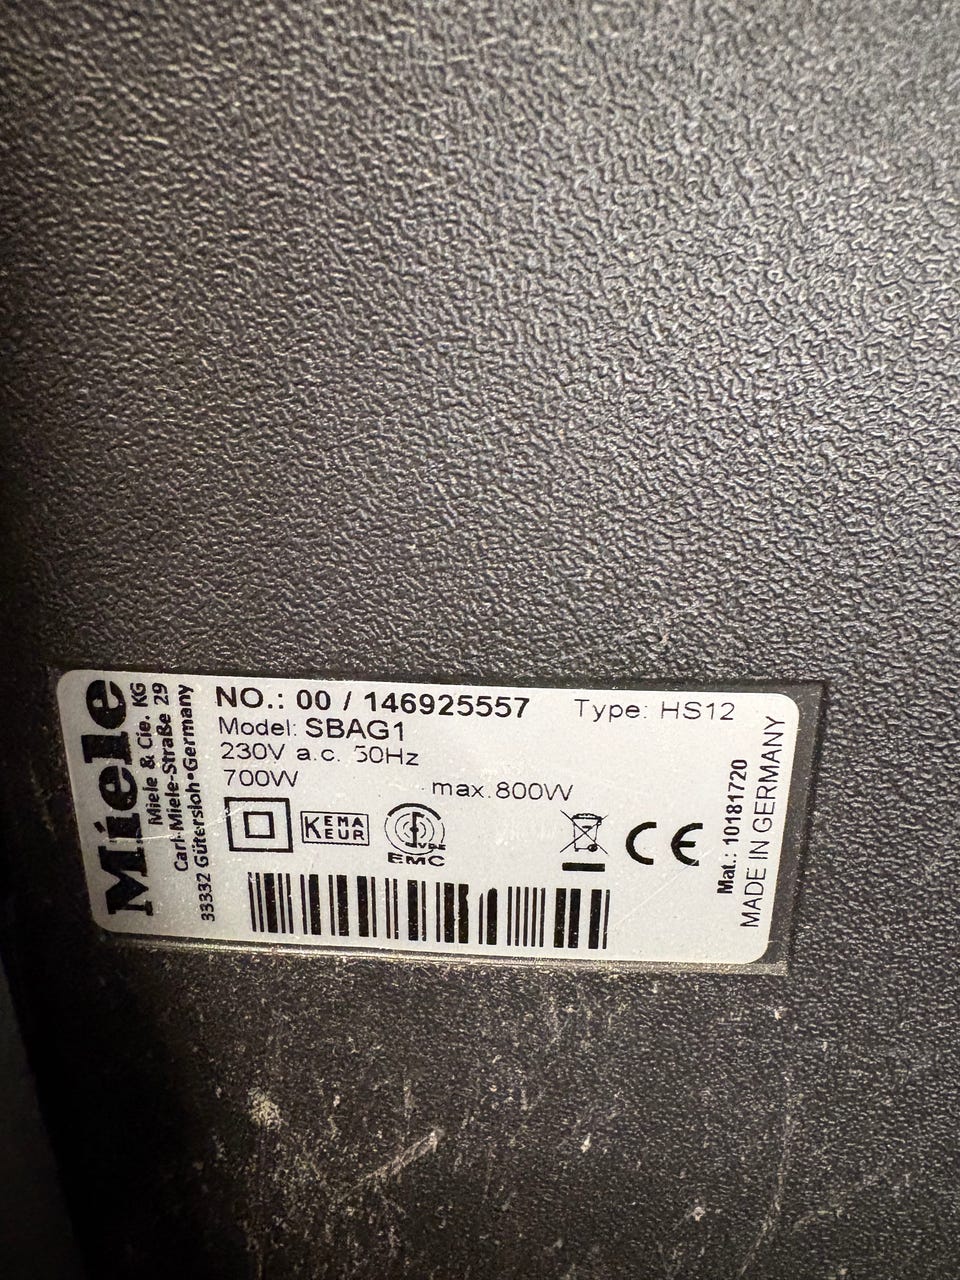 Miele
Miele & Cie. KG
Carl-Miele-Straße 29
33332 Gütersloh•Germany
NO.: 00 / 146925557 Type: HS12
Model: SBAG1
230V a.c. 50Hz
700W max.800W
KEMA
EUR
EMC
CE
Mat.: 10181720
MADE IN GERMANY